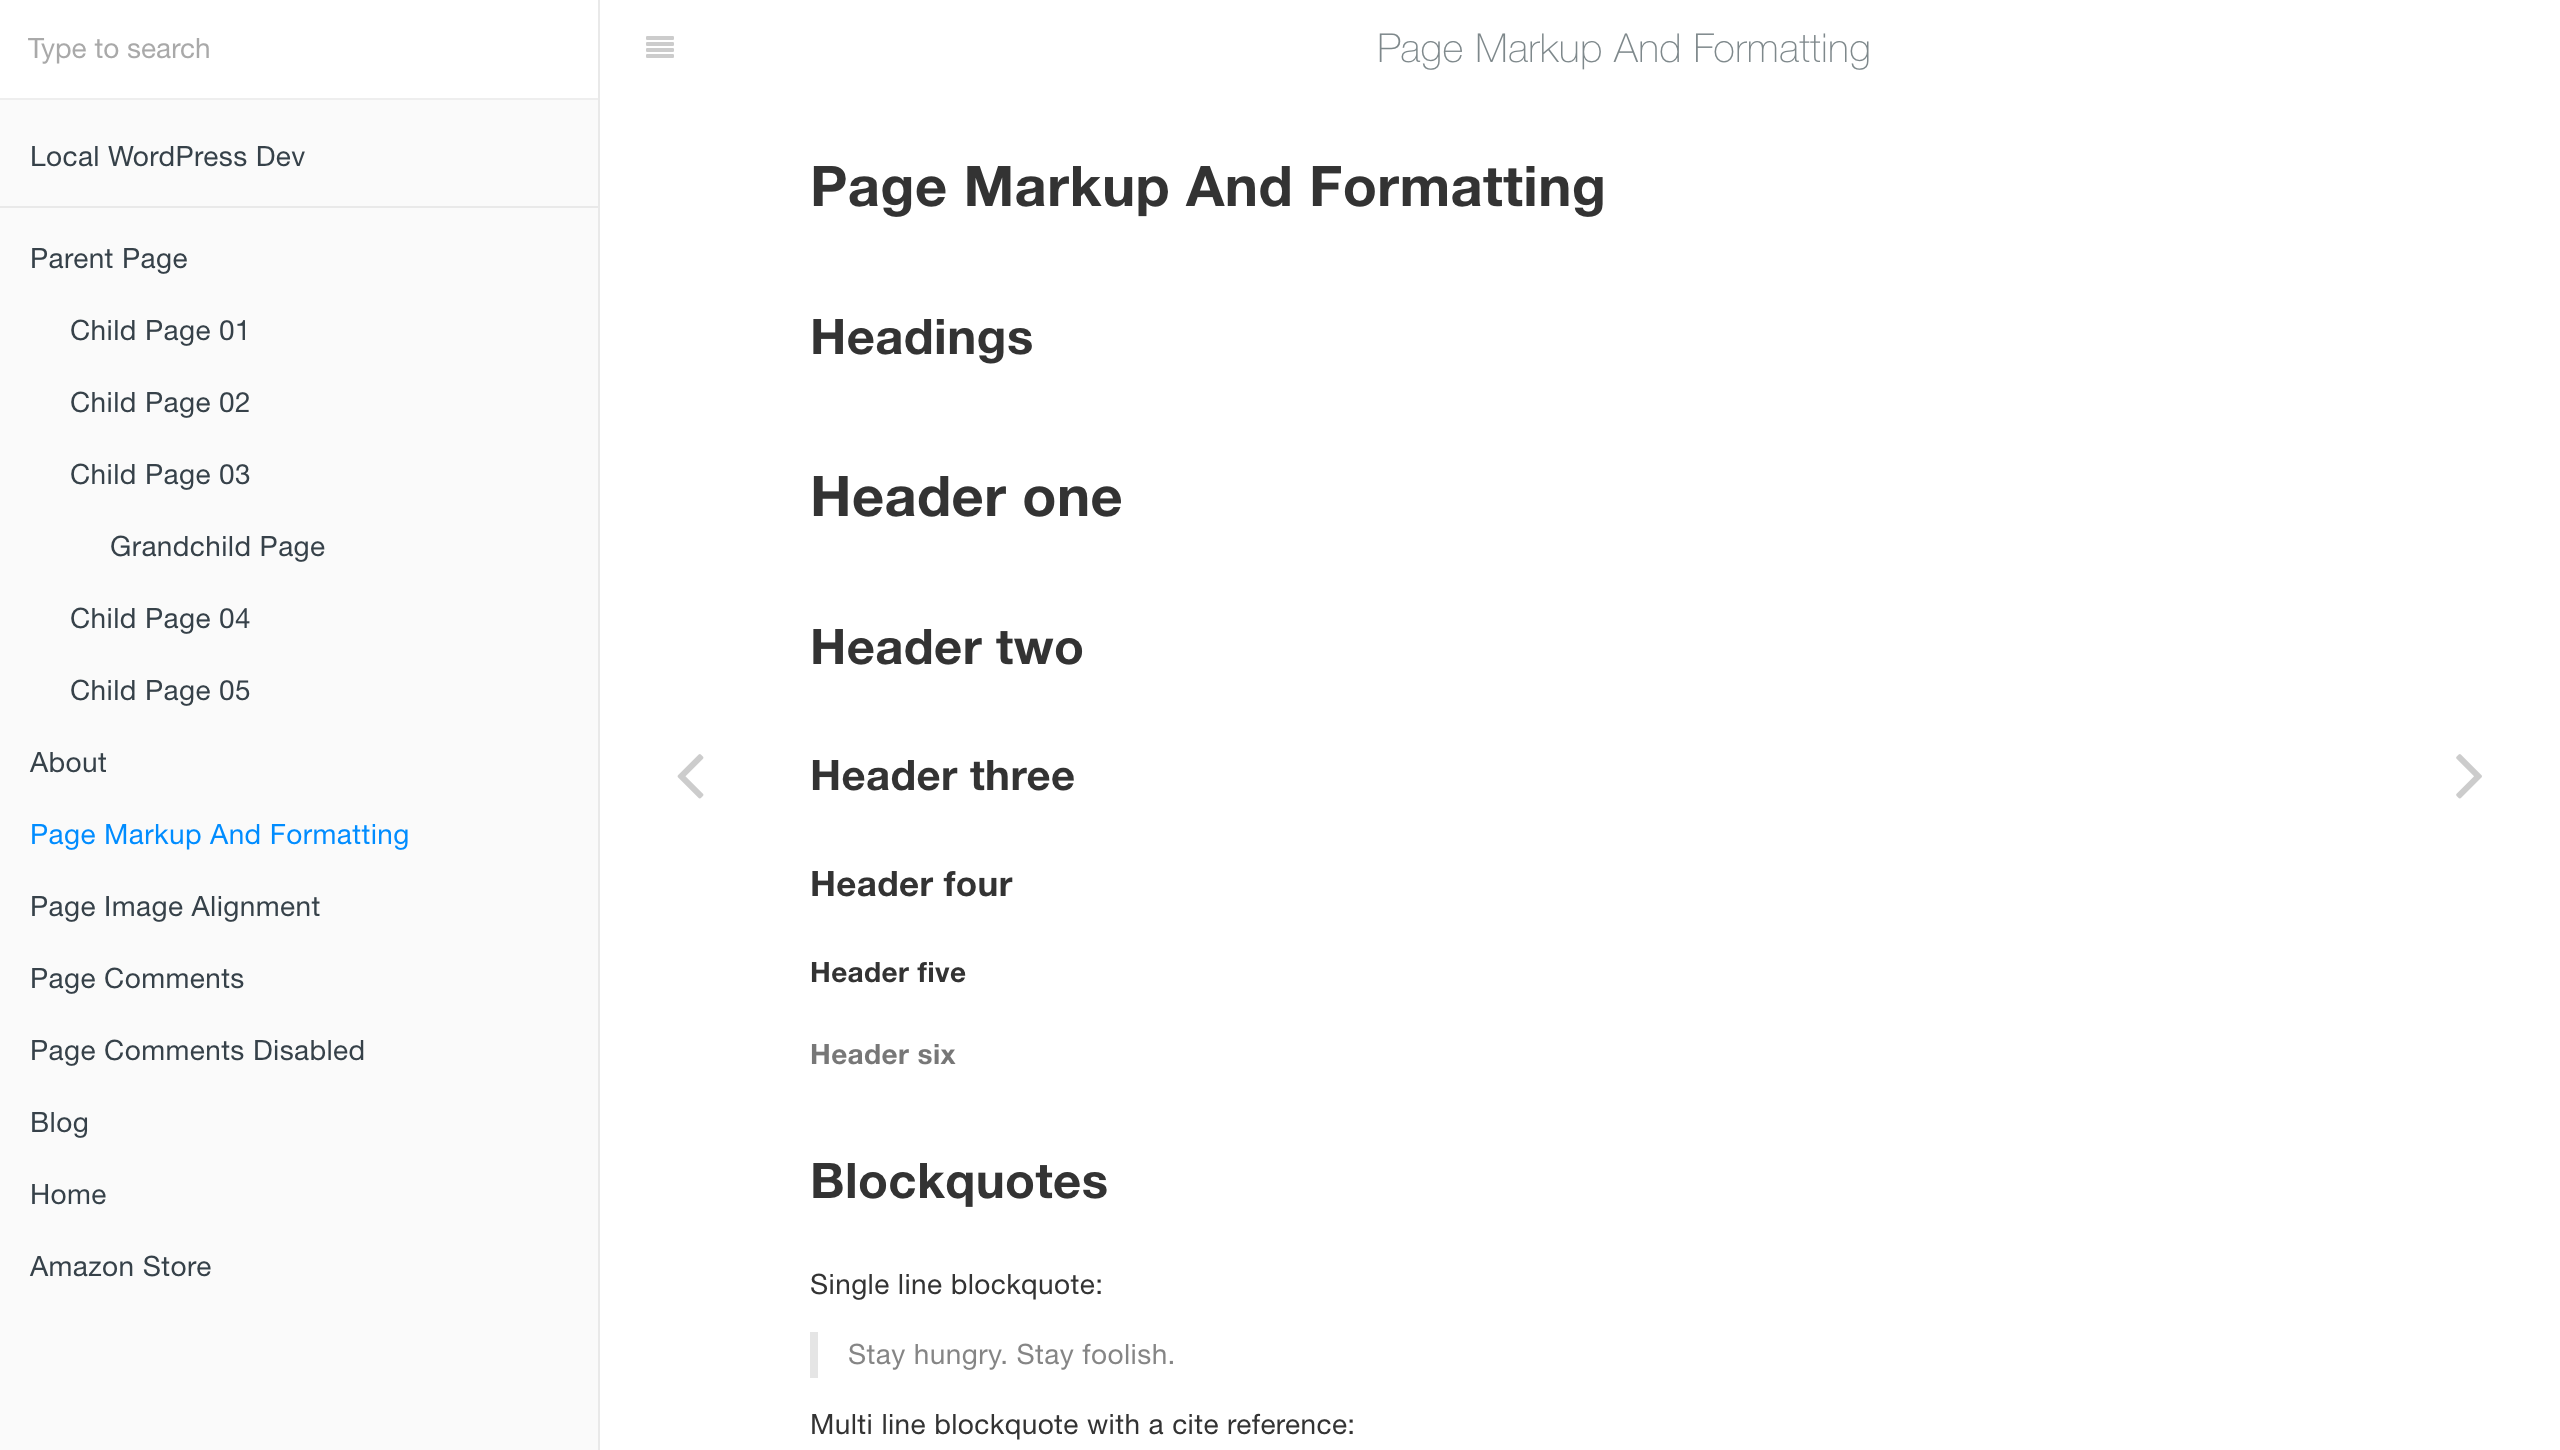 Type to search
Local WordPress Dev
Parent Page
Child Page 01
Child Page 02
Child Page 03
Grandchild Page
Child Page 04
Child Page 05
About
Page Markup And Formatting
Page Image Alignment
Page Comments
Page Comments Disabled
Blog
Home
Amazon Store
Page Markup And Formatting
Page Markup And Formatting
Headings
Header one
Header two
Header three
Header four
Header five
Header six
Blockquotes
Single line blockquote:
Stay hungry. Stay foolish.
Multi line blockquote with a cite reference: